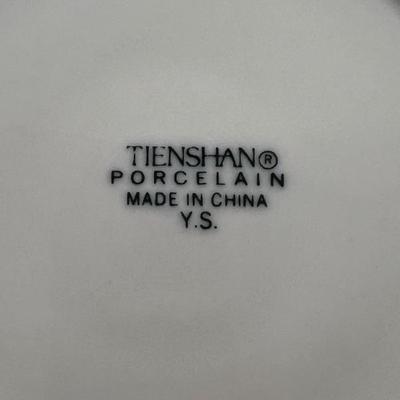 TIENSHAN®
PORCELAIN
MADE IN CHINA
Y.S.